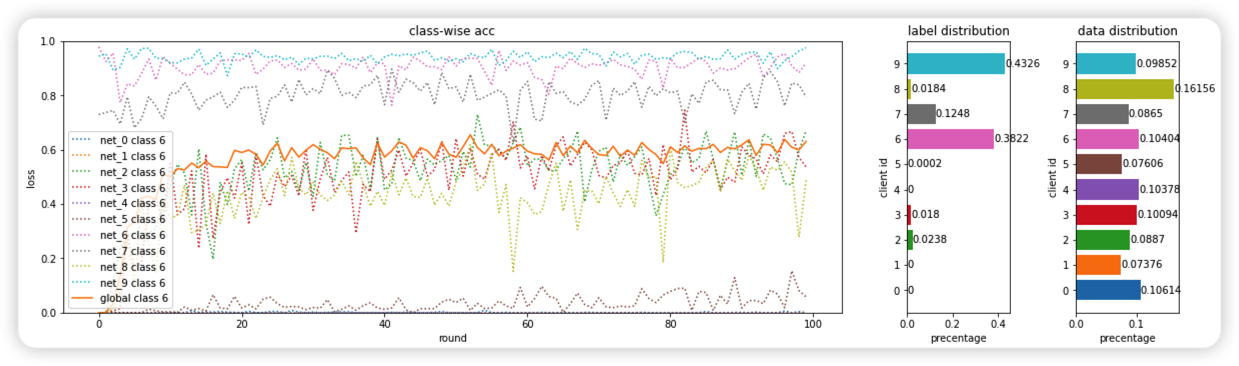 class-wise acc
1.0
0.8
0.6
0.4
0.2
0.0
loss
net_0 class 6
net_1 class 6
net_2 class 6
net_3 class 6
net_4 class 6
net_5 class 6
net_6 class 6
net_7 class 6
net_8 class 6
net_9 class 6
global class 6
0 20 40 60 80 100
round
label distribution
client id
9 0.4326
8 0.0184
7 0.1248
6 0.3822
5 0.0002
4 0
3 0.018
2 0.0238
1 0
0 0
0.0 0.2 0.4
precentage
data distribution
client id
9 0.09852
8 0.16156
7 0.0865
6 0.10404
5 0.07606
4 0.10378
3 0.10094
2 0.0887
1 0.07376
0 0.10614
0.0 0.1
precentage